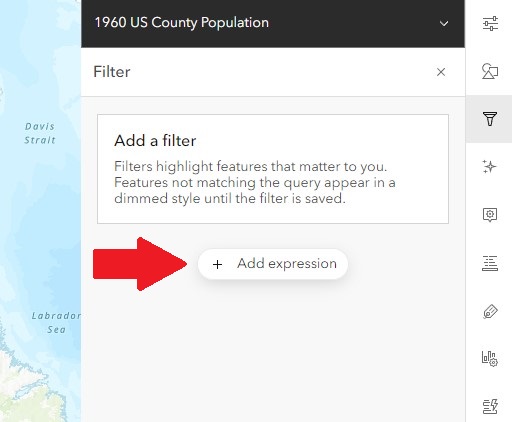 1960 US County Population
Filter
Davis
Strait
Add a filter
Filters highlight features that matter to you.
Features not matching the query appear in a
dimmed style until the filter is saved.
+ Add expression
Labrador
Sea